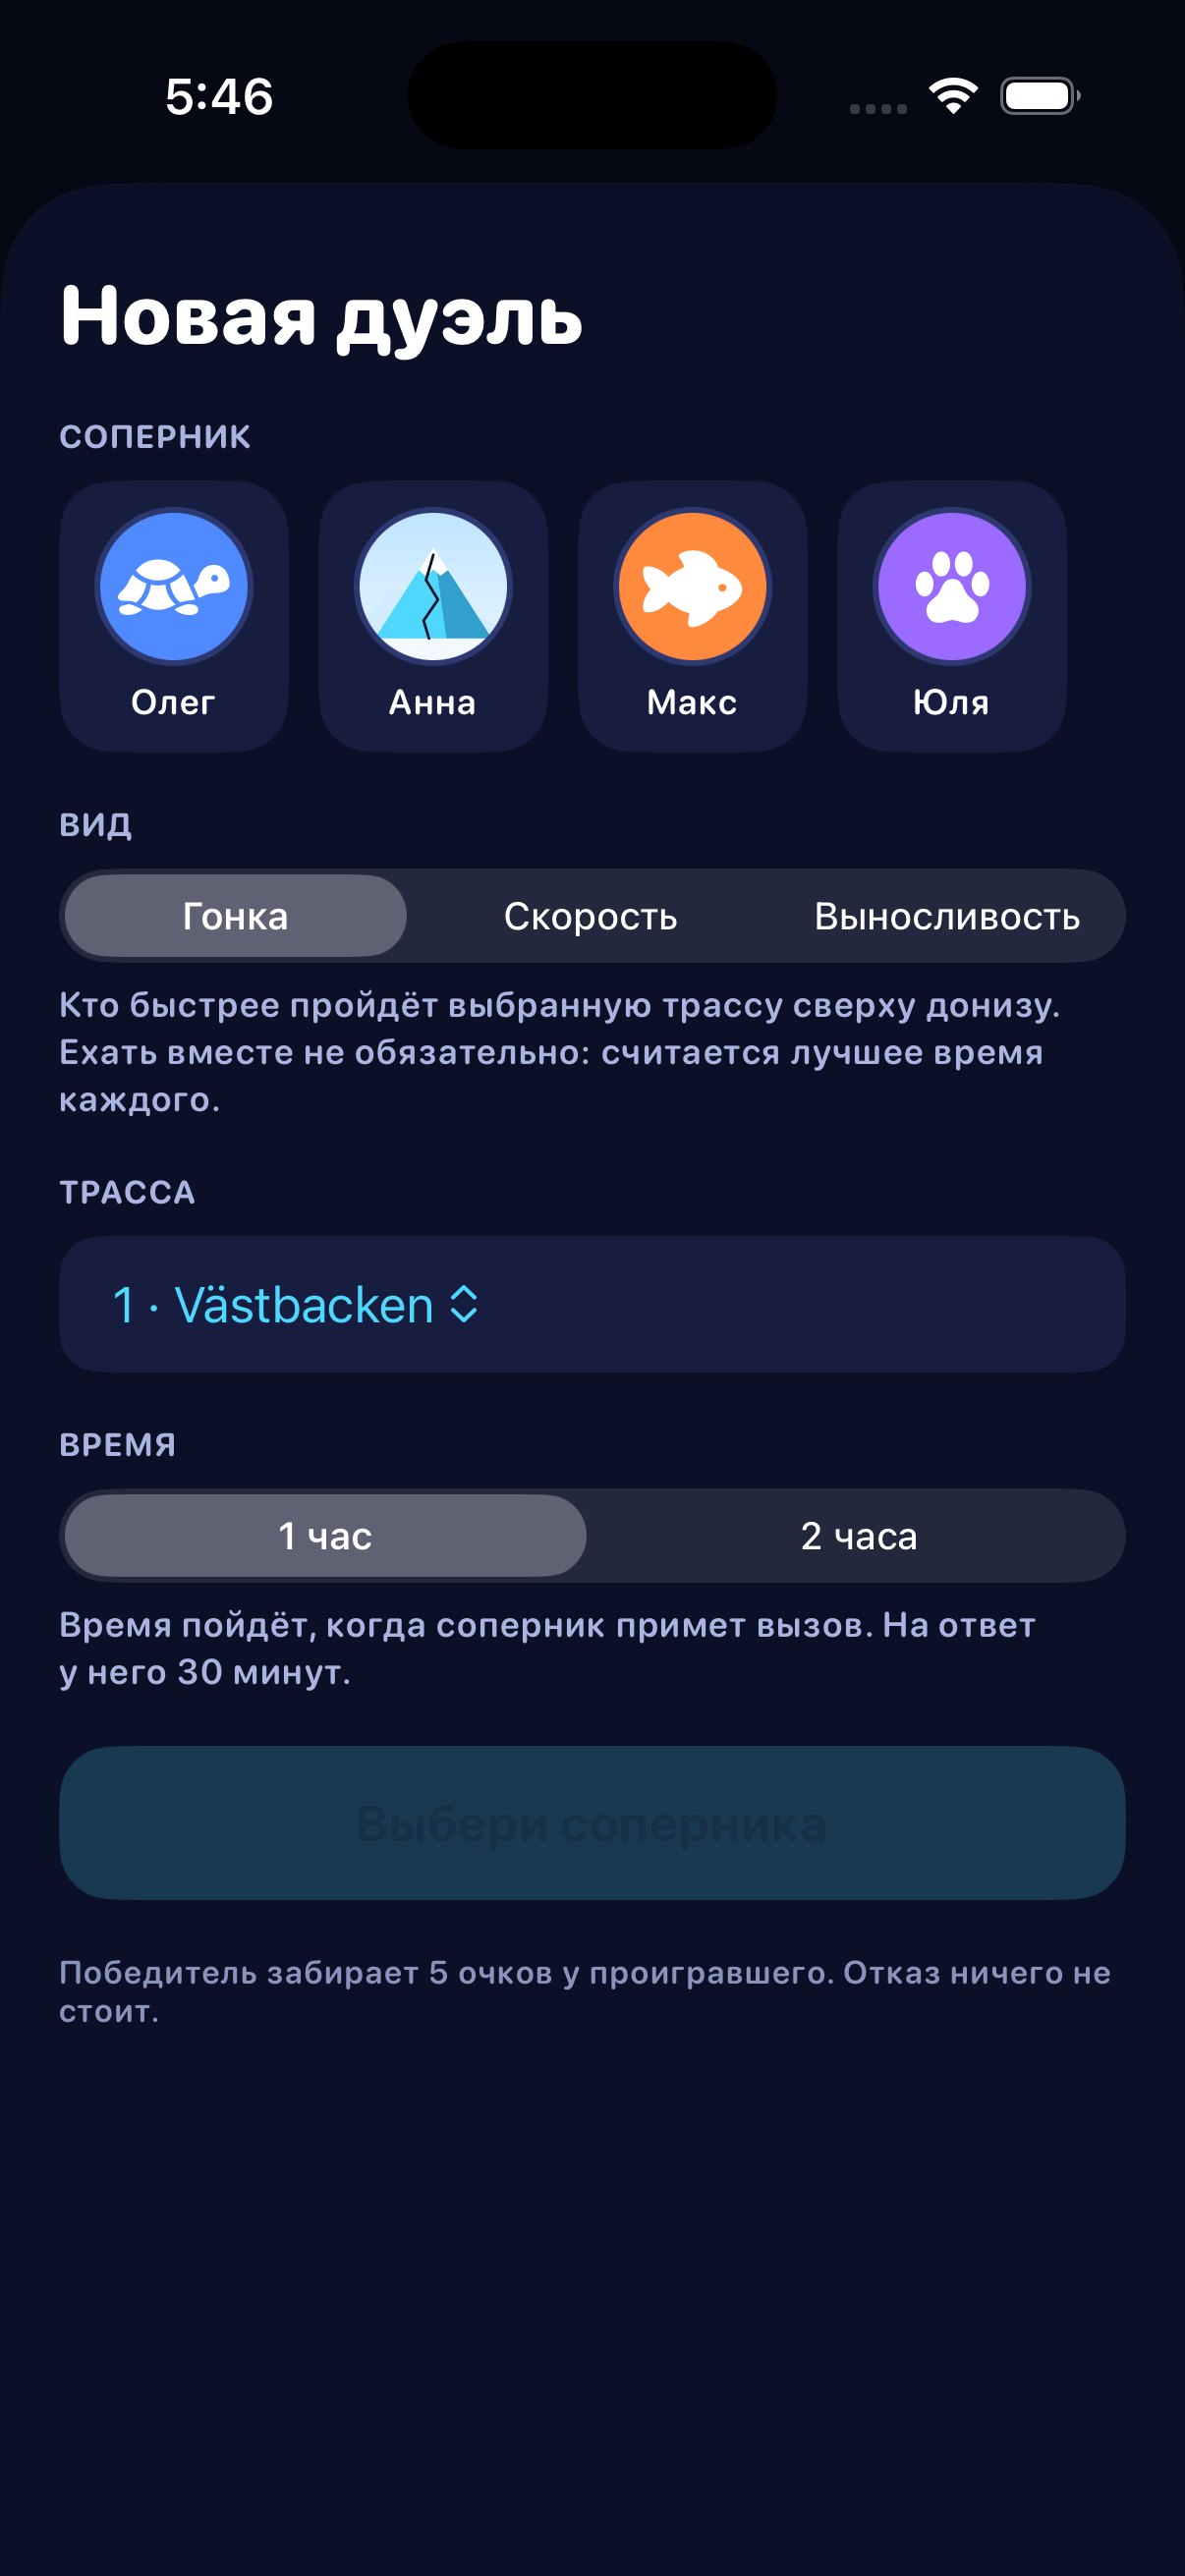 5:46
Новая дуэль
СОПЕРНИК
Олег
Анна
Макс
Юля
ВИД
Гонка
Скорость
Выносливость
Кто быстрее пройдёт выбранную трассу сверху донизу.
Ехать вместе не обязательно: считается лучшее время
каждого.
ТРАССА
1 · Västbacken
ВРЕМЯ
1 час
2 часа
Время пойдёт, когда соперник примет вызов. На ответ
у него 30 минут.
Выбери соперника
Победитель забирает 5 очков у проигравшего. Отказ ничего не
стоит.